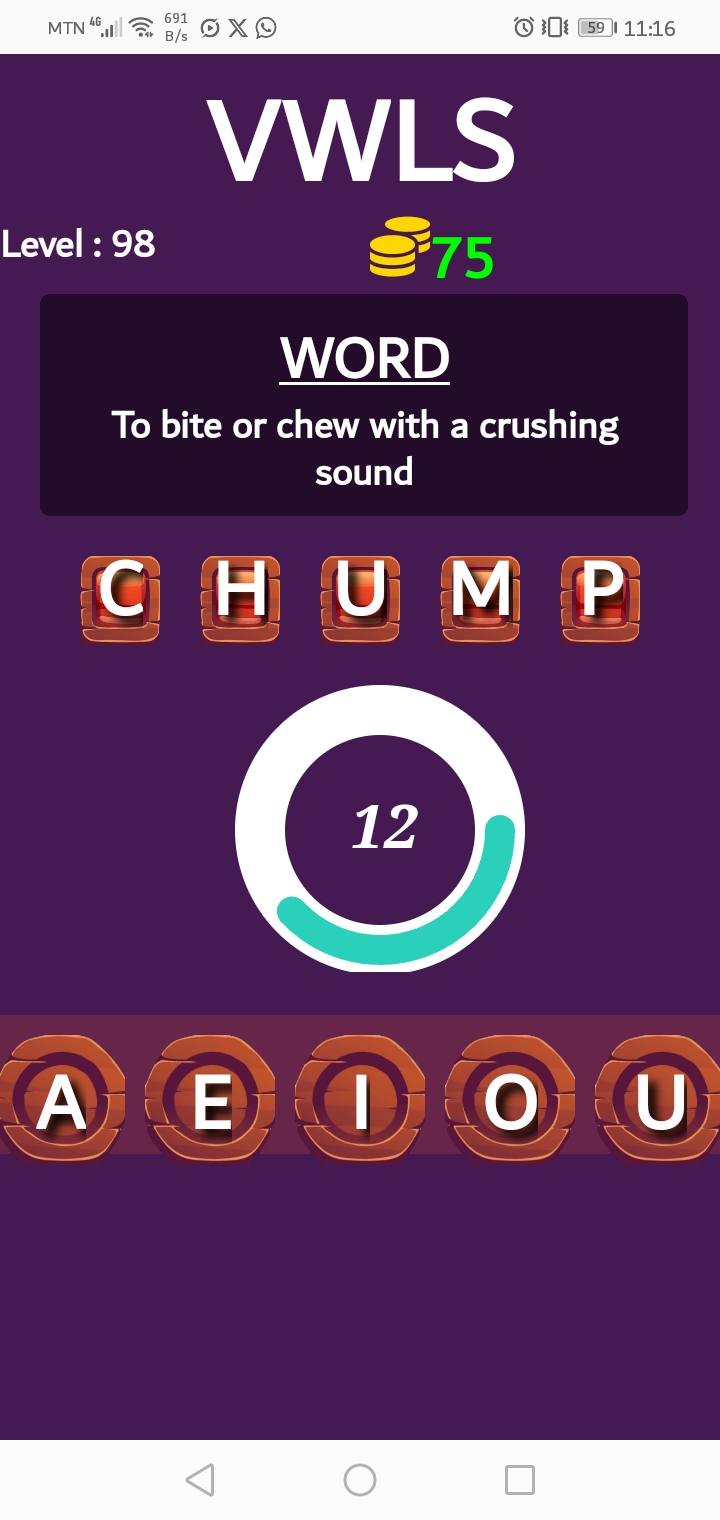 MTN 4G 691 B/s 59 11:16
VWLS
Level : 98 75
WORD
To bite or chew with a crushing
sound
C H U M P
12
A E I O U